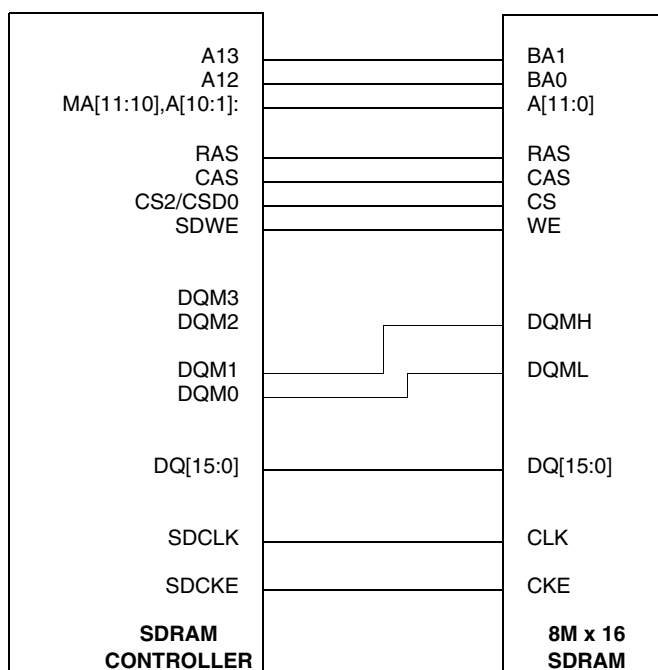 A13 BA1
A12 BA0
MA[11:10],A[10:1]: A[11:0]
RAS RAS
CAS CAS
CS2/CSD0 CS
SDWE WE
DQM3
DQM2 DQMH
DQM1 DQML
DQM0
DQ[15:0] DQ[15:0]
SDCLK CLK
SDCKE CKE
SDRAM 8M x 16
CONTROLLER SDRAM